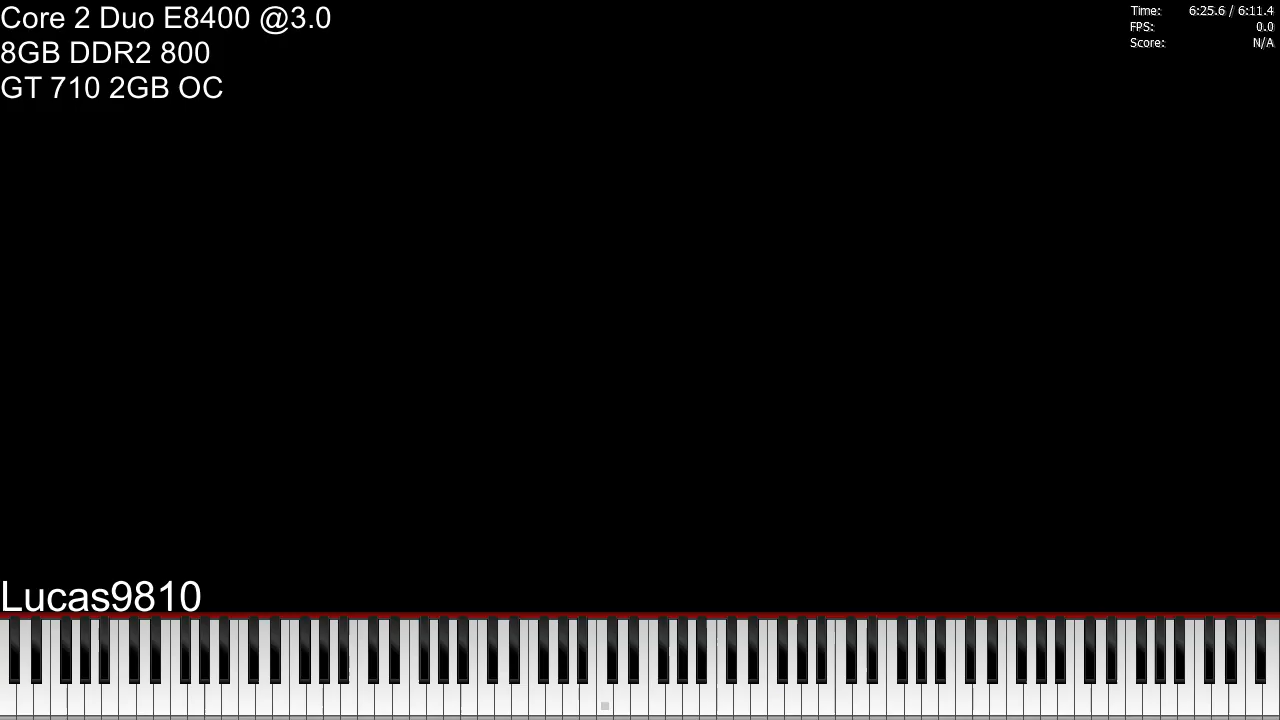 Core 2 Duo E8400 @3.0
8GB DDR2 800
GT 710 2GB OC
Time: 6:25.6 / 6:11.4
FPS: 0.0
Score: N/A
Lucas9810